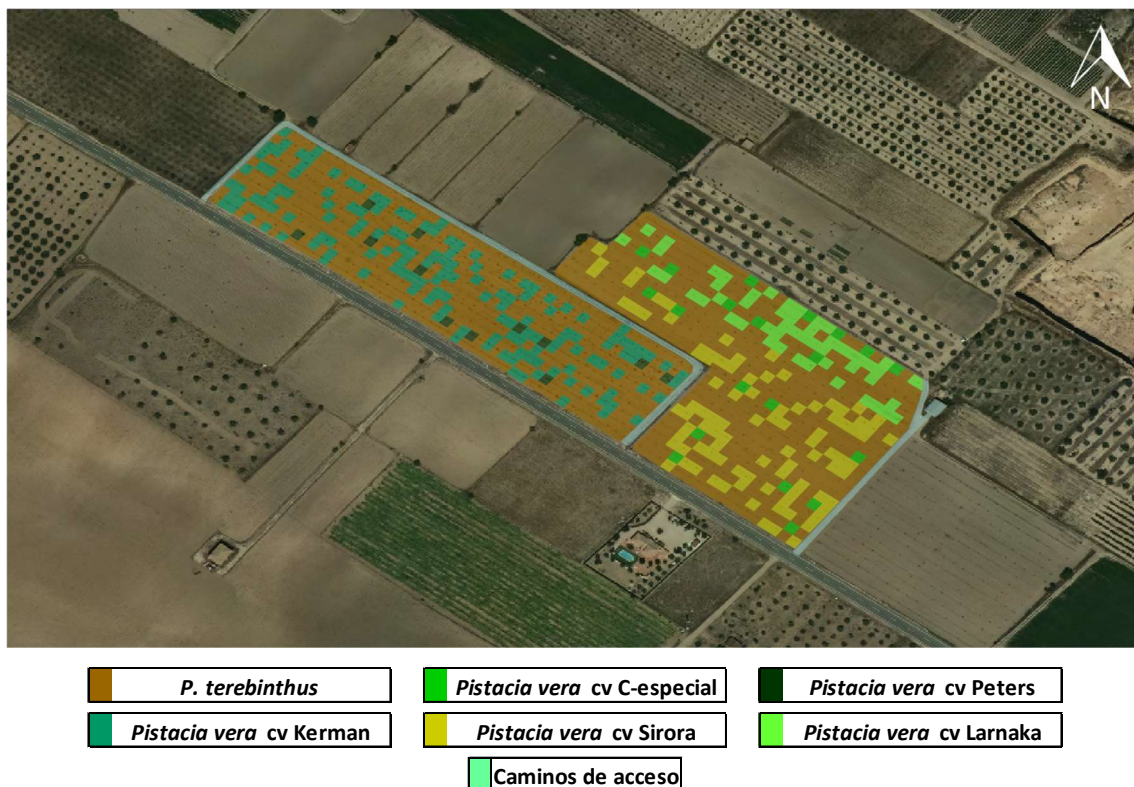 N
P. terebinthus
Pistacia vera cv C-especial
Pistacia vera cv Peters
Pistacia vera cv Kerman
Pistacia vera cv Sirora
Pistacia vera cv Larnaka
Caminos de acceso